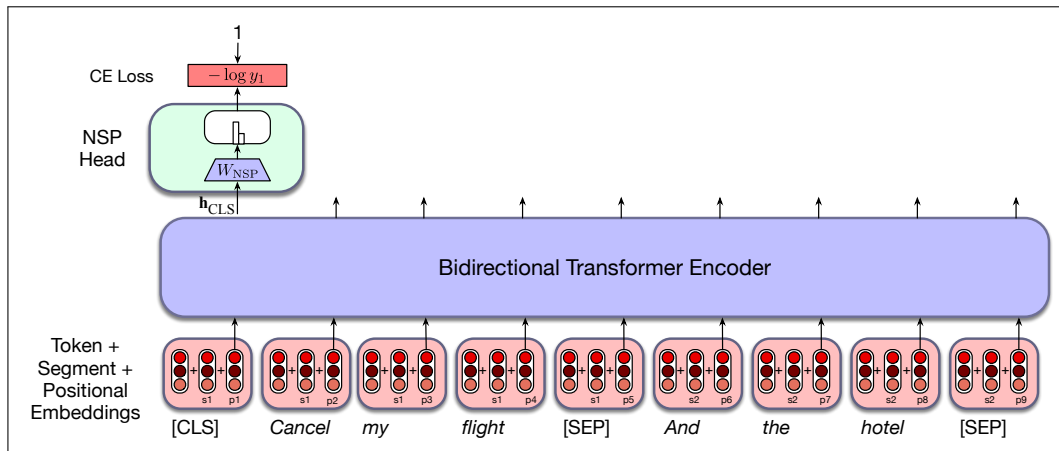 1
CE Loss
− log y₁
NSP
Head
W_NSP
h_CLS
Bidirectional Transformer Encoder
Token +
Segment +
Positional
Embeddings
+ + + + + + + + + + + + + + + + + +
s1 p1 s1 p2 s1 p3 s1 p4 s1 p5 s2 p6 s2 p7 s2 p8 s2 p9
[CLS] Cancel my flight [SEP] And the hotel [SEP]